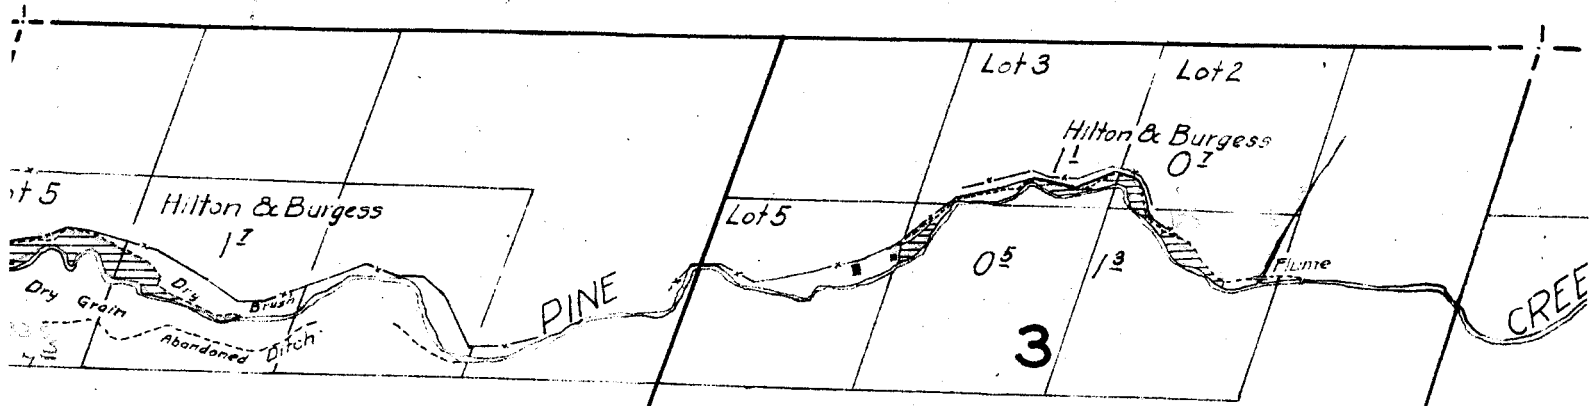 Lot 3
Lot 2
Hilton & Burgess
1 1
0 7
ot 5
Hilton & Burgess
1 7
Lot 5
0 5
1 3
Flume
Dry
Brush
Dry Grain
PINE
CREE
Abandoned Ditch
3